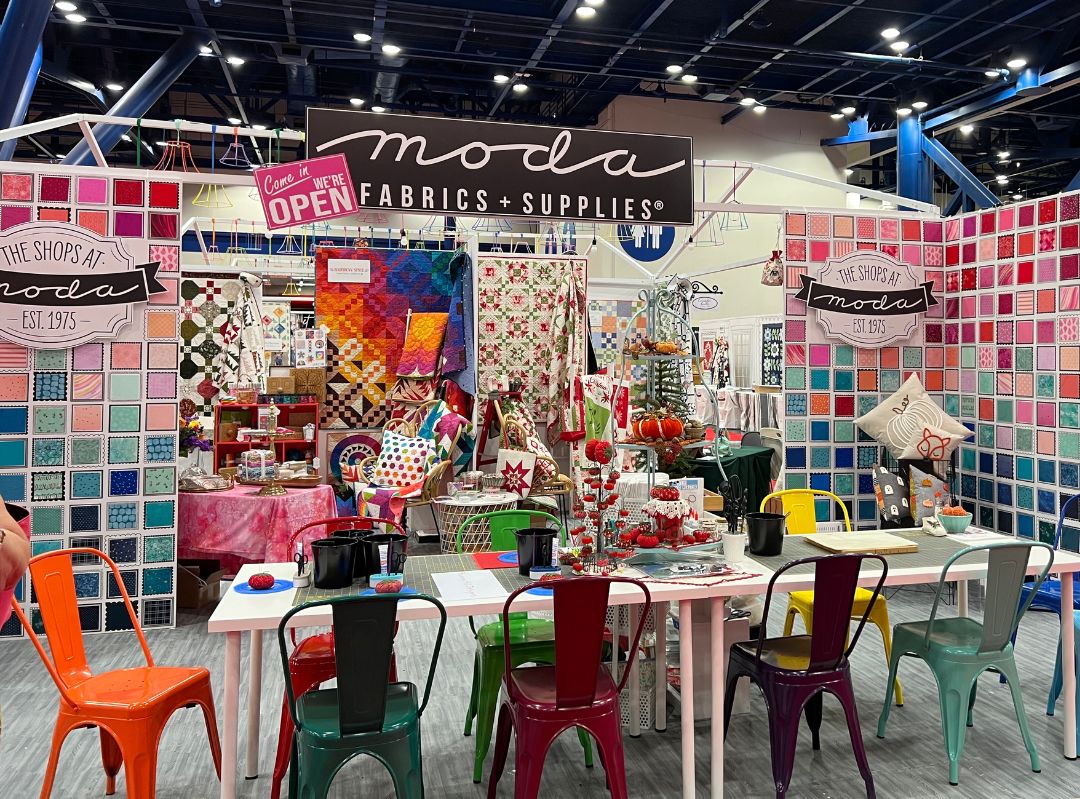 moda
Come in
WE'RE
OPEN
FABRICS + SUPPLIES®
THE SHOPS AT
moda
EST. 1975
·THE SHOPS AT·
moda
EST. 1975